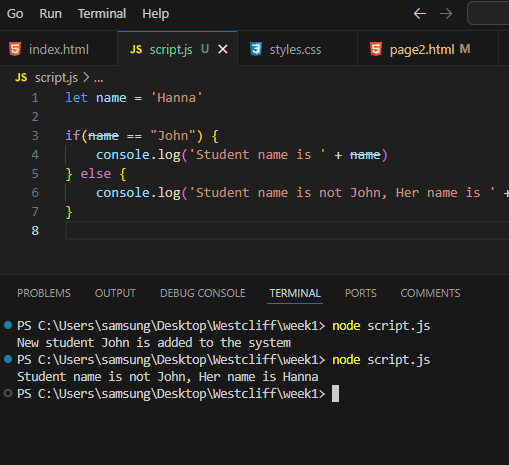 Go Run Terminal Help
index.html JS script.js U styles.css page2.html M
JS script.js > ...
1 let name = 'Hanna'
2
3 if(name == "John") {
4 console.log('Student name is ' + name)
5 } else {
6 console.log('Student name is not John, Her name is ' +
7 }
8
PROBLEMS OUTPUT DEBUG CONSOLE TERMINAL PORTS COMMENTS
PS C:\Users\samsung\Desktop\Westcliff\week1> node script.js
New student John is added to the system
PS C:\Users\samsung\Desktop\Westcliff\week1> node script.js
Student name is not John, Her name is Hanna
PS C:\Users\samsung\Desktop\Westcliff\week1>